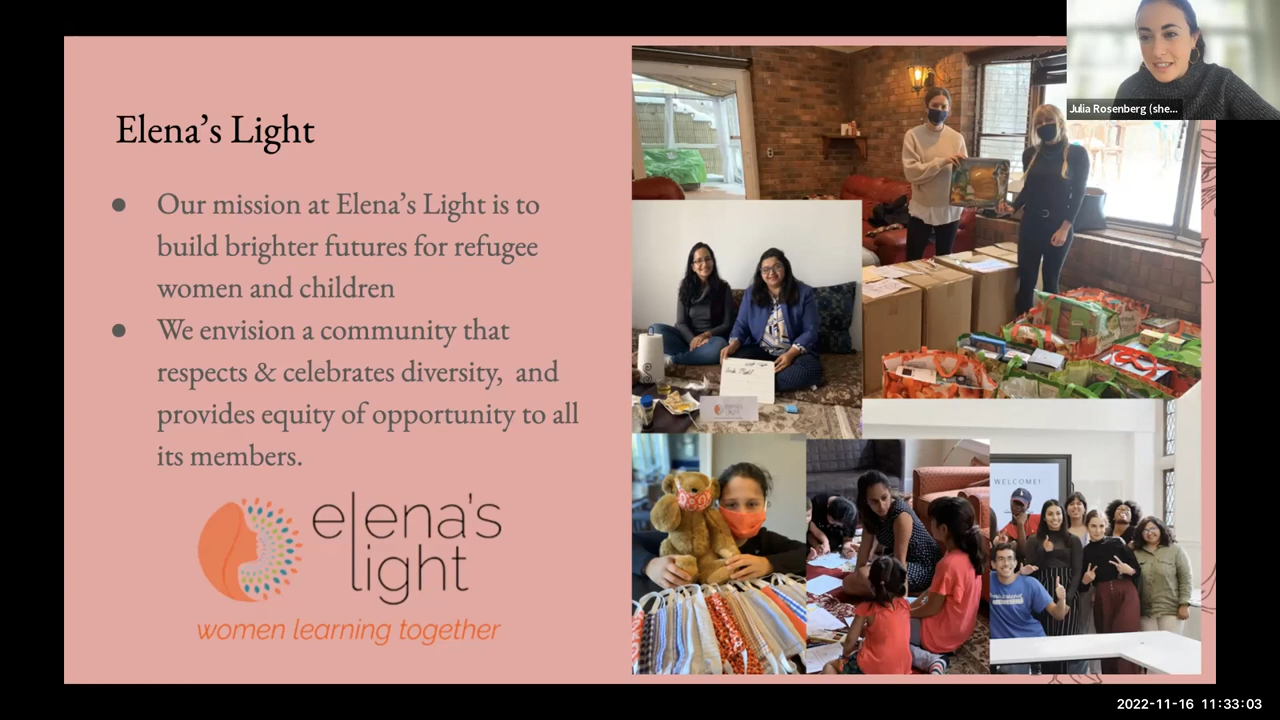 Julia Rosenberg (she...
Elena’s Light
● Our mission at Elena’s Light is to
build brighter futures for refugee
women and children
● We envision a community that
respects & celebrates diversity,  and
provides equity of opportunity to all
its members.
elena's
light
women learning together
WELCOME!
2022-11-16 11:33:03